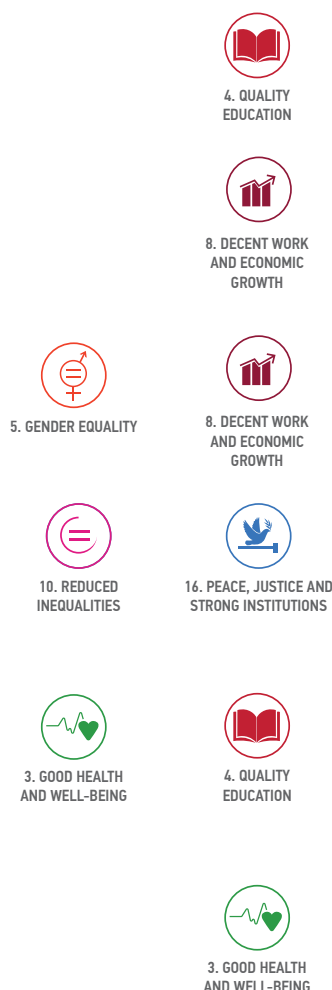 4. QUALITY
EDUCATION
8. DECENT WORK
AND ECONOMIC
GROWTH
5. GENDER EQUALITY
8. DECENT WORK
AND ECONOMIC
GROWTH
10. REDUCED
INEQUALITIES
16. PEACE, JUSTICE AND
STRONG INSTITUTIONS
3. GOOD HEALTH
AND WELL-BEING
4. QUALITY
EDUCATION
3. GOOD HEALTH
AND WELL-BEING